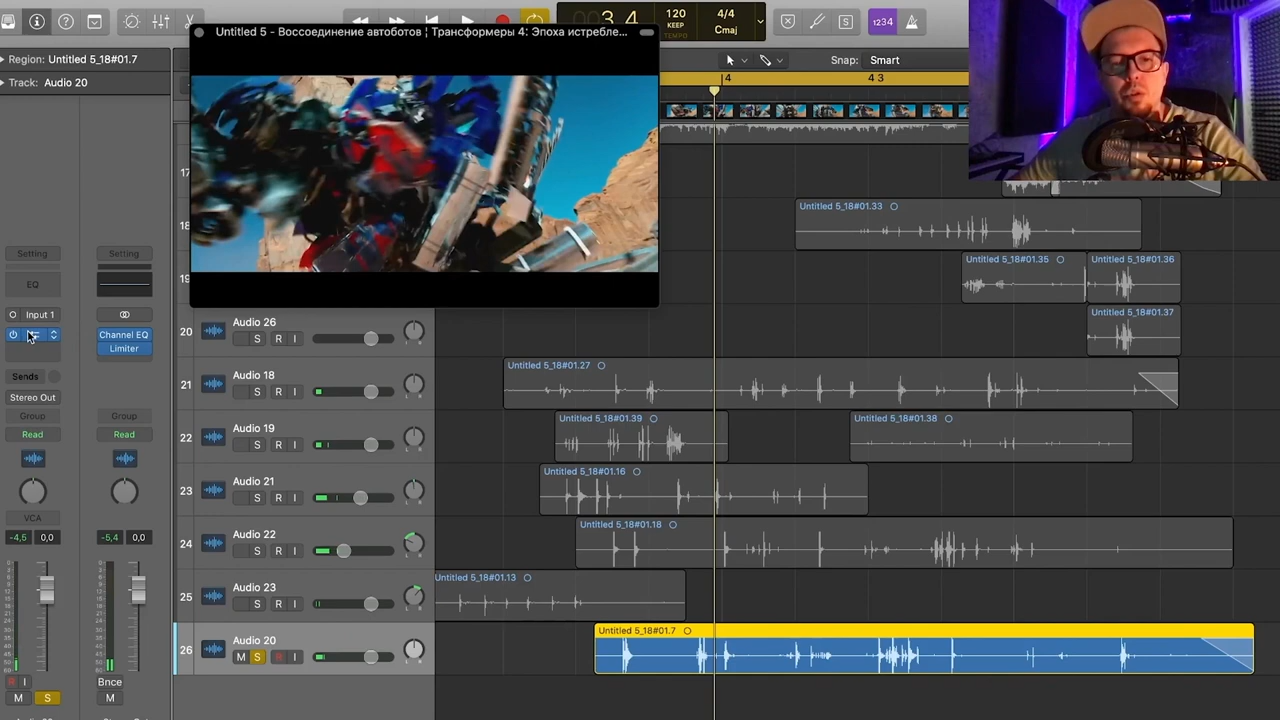 3 4
120
KEEP
TEMPO
4/4
Cmaj
1234
Region: Untitled 5_18#01.7
Track: Audio 20
Untitled 5 - Воссоединение автоботов ¦ Трансформеры 4: Эпоха истребле...
Snap: Smart
4
4 3
17
18
19
Untitled 5_18#01.33
Untitled 5_18#01.35
Untitled 5_18#01.36
Untitled 5_18#01.37
Setting
Setting
EQ
Input 1
Channel EQ
Limiter
Sends
Stereo Out
Group
Group
Read
Read
VCA
-4,5
0,0
-5,4
0,0
R I
Bnce
M
S
M
20
Audio 26
S R I
21
Audio 18
S R I
Untitled 5_18#01.27
22
Audio 19
S R I
Untitled 5_18#01.39
Untitled 5_18#01.38
23
Audio 21
S R I
Untitled 5_18#01.16
24
Audio 22
S R I
Untitled 5_18#01.18
25
Audio 23
S R I
Untitled 5_18#01.13
26
Audio 20
M S R I
Untitled 5_18#01.7